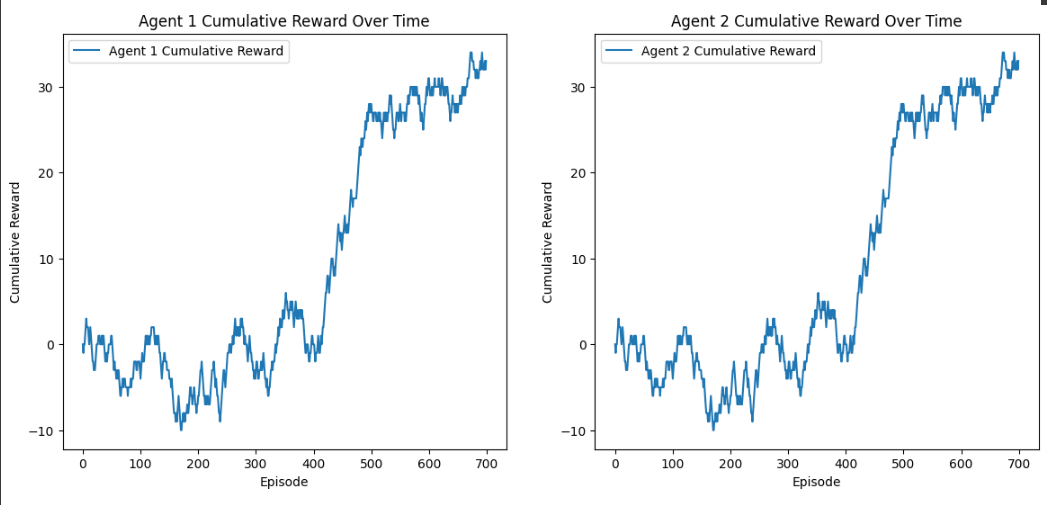 Agent 1 Cumulative Reward Over Time
Agent 1 Cumulative Reward
30
20
10
0
−10
Cumulative Reward
0 100 200 300 400 500 600 700
Episode
Agent 2 Cumulative Reward Over Time
Agent 2 Cumulative Reward
30
20
10
0
−10
Cumulative Reward
0 100 200 300 400 500 600 700
Episode